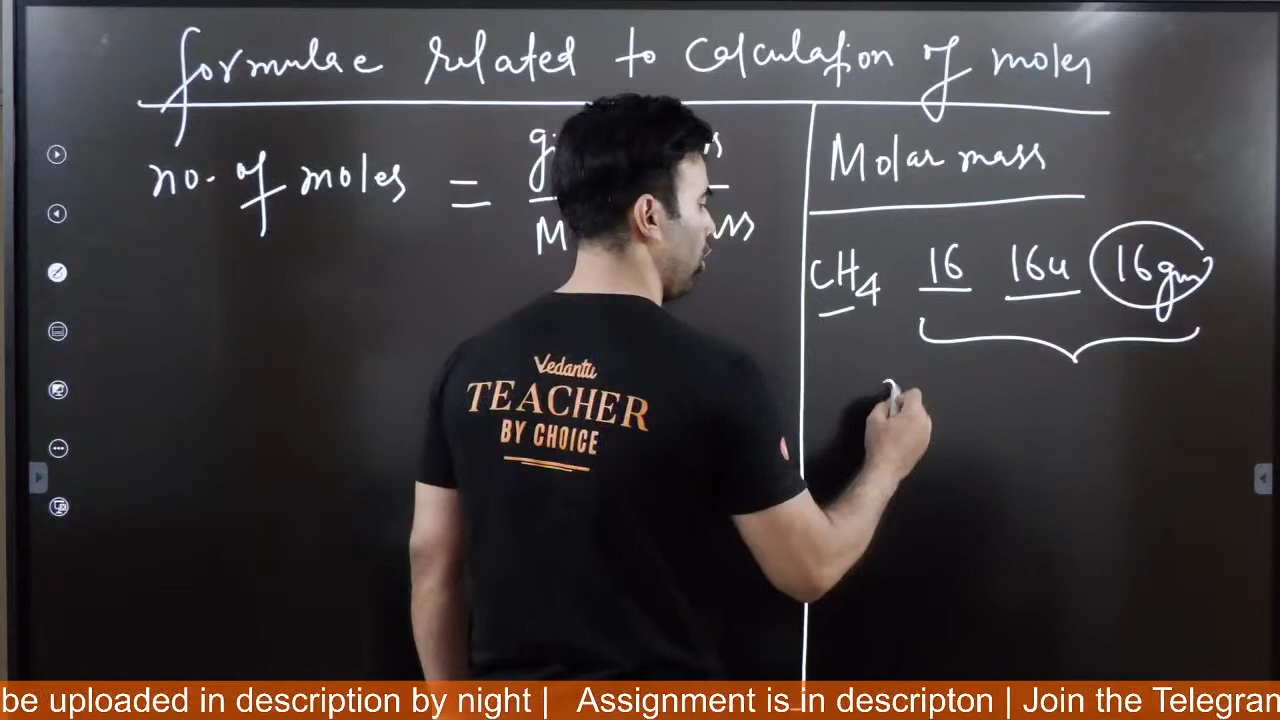 formulae related to calculation of moles
no. of moles =
M
Molar mass
CH4 16 16u 16gm
Vedantu
TEACHER
BY CHOICE
be uploaded in description by night | Assignment is in descripton | Join the Telegran